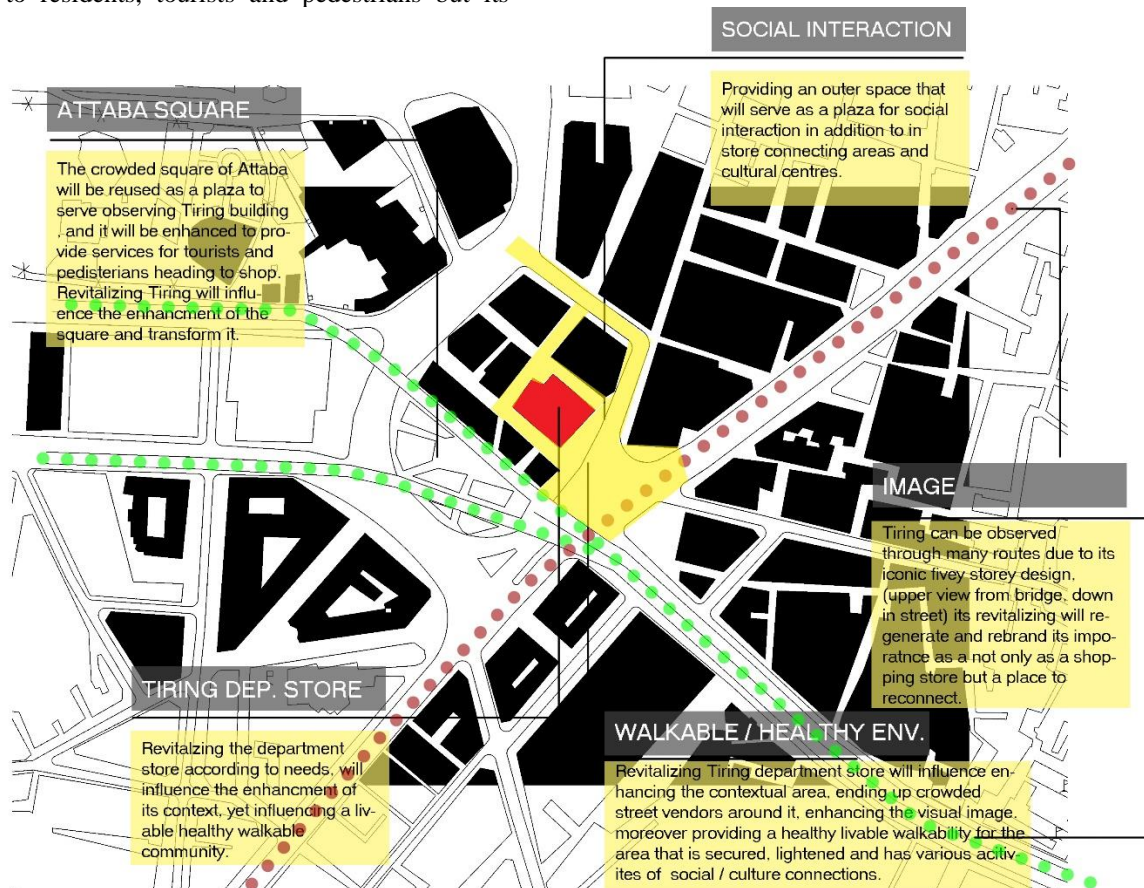 to residents, tourists and pedestrians but its
SOCIAL INTERACTION
Providing an outer space that
will serve as a plaza for social
interaction in addition to in
store connecting areas and
cultural centres.
ATTABA SQUARE
The crowded square of Attaba
will be reused as a plaza to
serve observing Tiring building
, and it will be enhanced to pro-
vide services for tourists and
pedisterians heading to shop.
Revitalizing Tiring will influ-
ence the enhancment of the
square and transform it.
IMAGE
Tiring can be observed
through many routes due to its
iconic fivey storey design,
(upper view from bridge, down
in street) its revitalizing will re-
generate and rebrand its impo-
ratnce as a not only as a shop-
ping store but a place to
reconnect.
TIRING DEP. STORE
Revitalzing the department
store according to needs, will
influence the enhancment of
its context, yet influencing a liv-
able healthy walkable
community.
WALKABLE / HEALTHY ENV.
Revitalizing Tiring department store will influence en-
hancing the contextual area, ending up crowded
street vendors around it, enhancing the visual image.
moreover providing a healthy livable walkability for the
area that is secured, lightened and has various acitiv-
ites of social / culture connections.